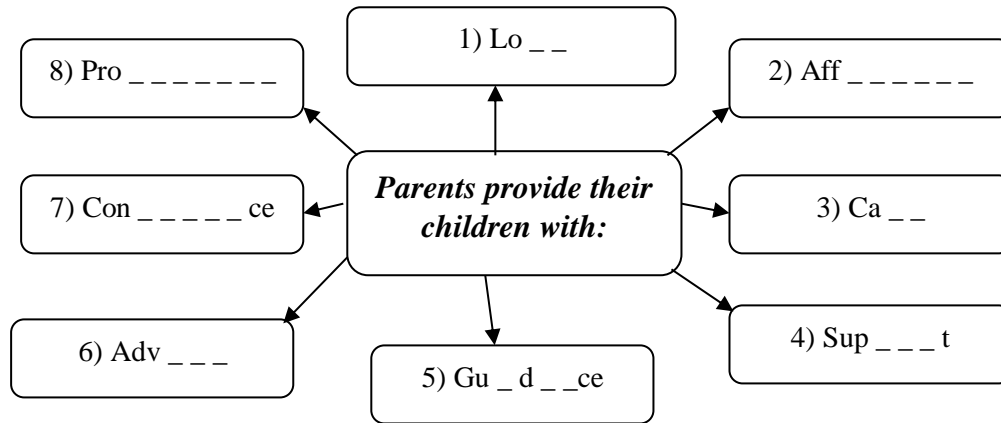 1) Lo _ _
8) Pro _ _ _ _ _ _ _
2) Aff _ _ _ _ _ _
Parents provide their
children with:
7) Con _ _ _ _ _ ce
3) Ca _ _
6) Adv _ _ _
4) Sup _ _ _ t
5) Gu _ d _ _ce